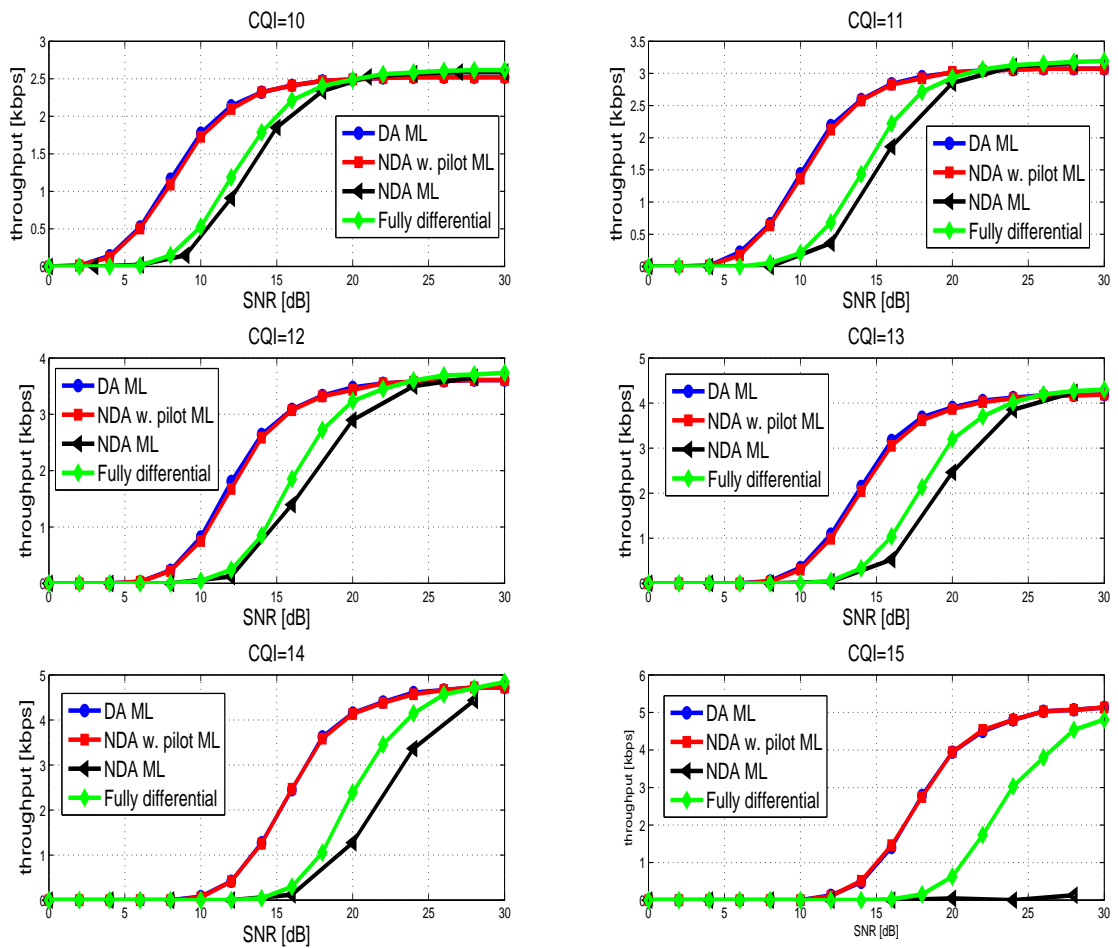 CQI=10
throughput [kbps]
3
2.5
2
1.5
1
0.5
0
DA ML
NDA w. pilot ML
NDA ML
Fully differential
0 5 10 15 20 25 30
SNR [dB]
CQI=11
throughput [kbps]
3.5
3
2.5
2
1.5
1
0.5
0
DA ML
NDA w. pilot ML
NDA ML
Fully differential
0 5 10 15 20 25 30
SNR [dB]
CQI=12
throughput [kbps]
4
3
2
1
0
DA ML
NDA w. pilot ML
NDA ML
Fully differential
0 5 10 15 20 25 30
SNR [dB]
CQI=13
throughput [kbps]
5
4
3
2
1
0
DA ML
NDA w. pilot ML
NDA ML
Fully differential
0 5 10 15 20 25 30
SNR [dB]
CQI=14
throughput [kbps]
5
4
3
2
1
0
DA ML
NDA w. pilot ML
NDA ML
Fully differential
0 5 10 15 20 25 30
SNR [dB]
CQI=15
throughput [kbps]
6
5
4
3
2
1
0
DA ML
NDA w. pilot ML
NDA ML
Fully differential
0 5 10 15 20 25 30
SNR [dB]